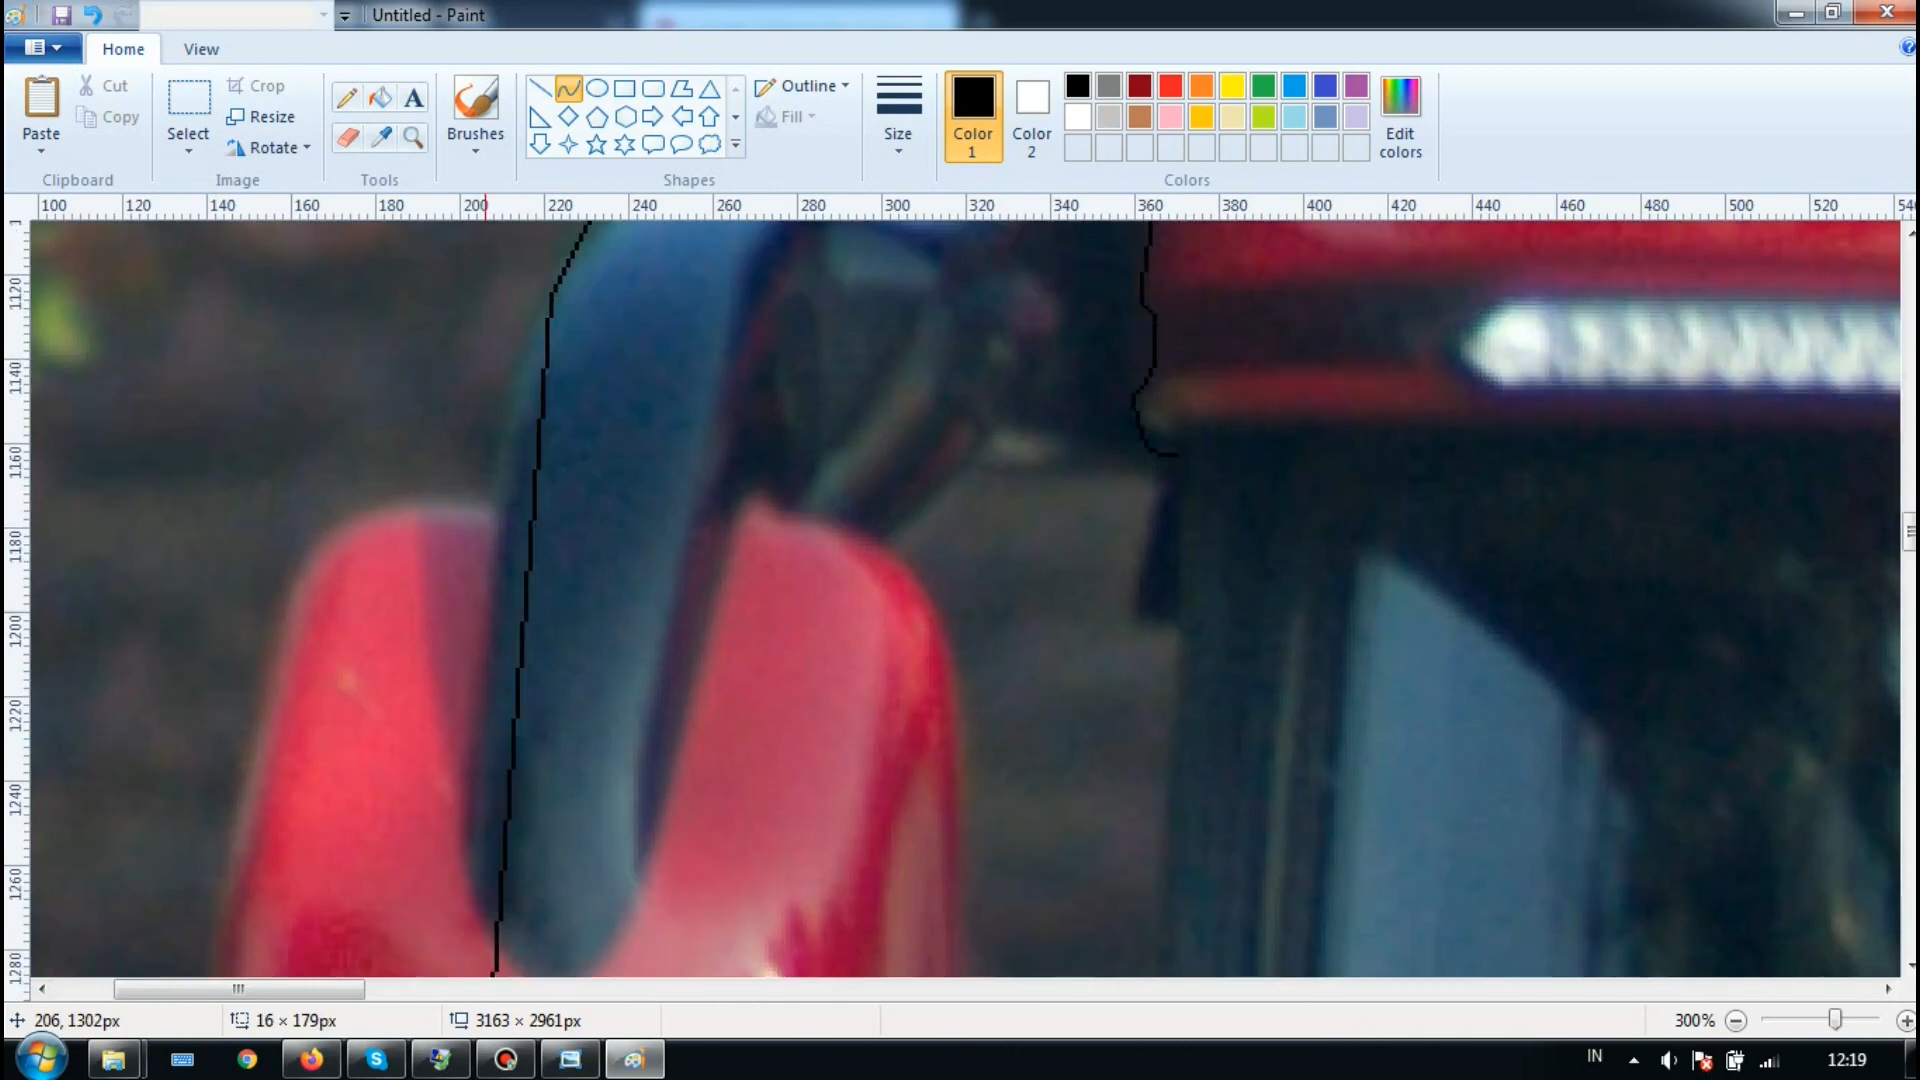 Untitled - Paint
Home View
Paste
Cut
Copy
Clipboard
Select
Crop
Resize
Rotate
Image
A
Tools
Brushes
Shapes
Outline
Fill
Size
Color 1
Color 2
Edit colors
Colors
100 120 140 160 180 200 220 240 260 280 300 320 340 360 380 400 420 440 460 480 500 520
1120
1140
1160
1180
1200
1220
1240
1260
1280
206, 1302px 16 × 179px 3163 × 2961px 300%
IN 12:19